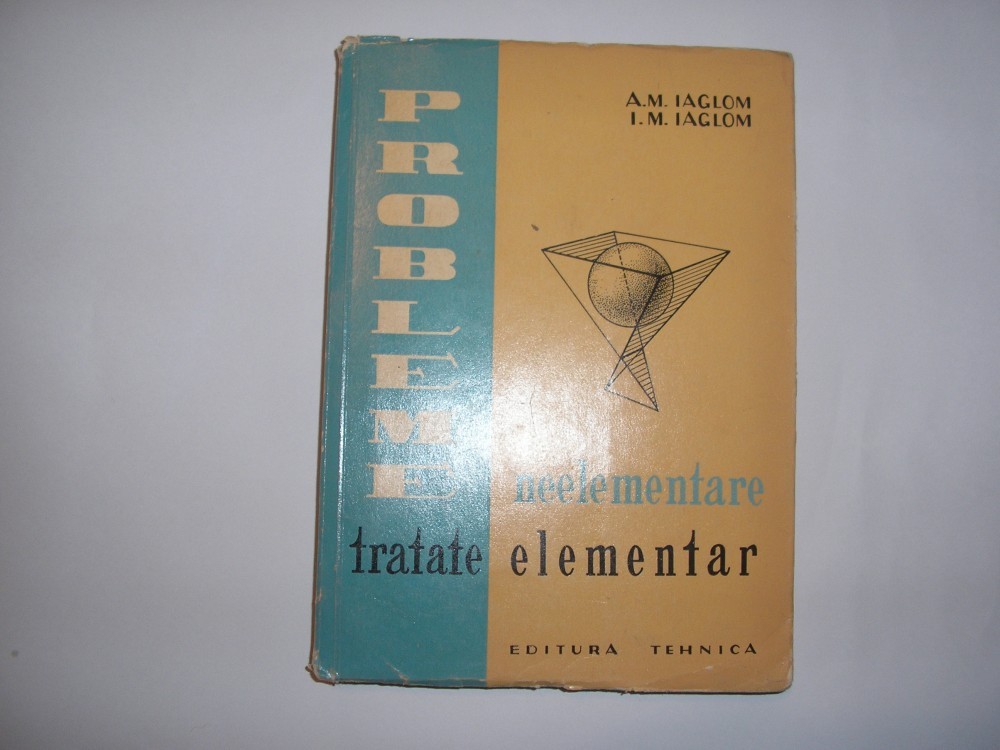 A.M. IAGLOM
I.M. IAGLOM
PROBLEME
neelementare
tratate elementar
EDITURA TEHNICA